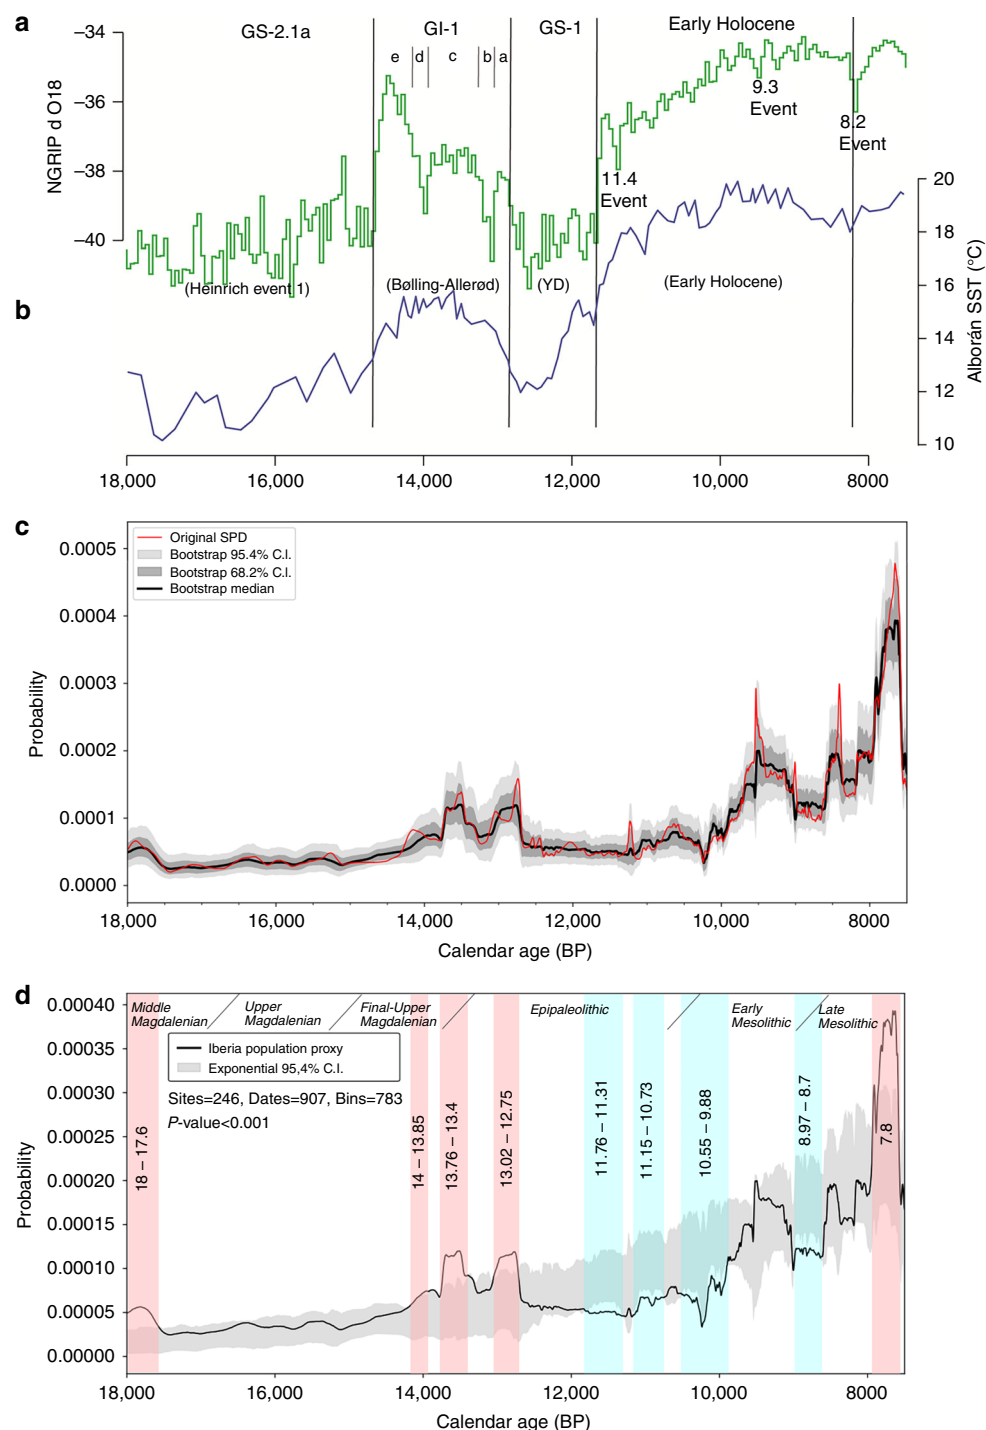 a
GS-2.1a
GI-1
GS-1
Early Holocene
e
d
c
b
a
NGRIP d O18
−34
−36
−38
−40
9.3
Event
8.2
Event
11.4
Event
(Heinrich event 1)
(Bølling-Allerød)
(YD)
(Early Holocene)
b
Alborán SST (°C)
20
18
16
14
12
10
18,000
16,000
14,000
12,000
10,000
8000
c
Original SPD
Bootstrap 95.4% C.I.
Bootstrap 68.2% C.I.
Bootstrap median
Probability
0.0005
0.0004
0.0003
0.0002
0.0001
0.0000
18,000
16,000
14,000
12,000
10,000
8000
Calendar age (BP)
d
Middle
Magdalenian
Upper
Magdalenian
Final-Upper
Magdalenian
Epipaleolithic
Early
Mesolithic
Late
Mesolithic
Iberia population proxy
Exponential 95,4% C.I.
Sites=246, Dates=907, Bins=783
P-value<0.001
18 – 17.6
14 – 13.85
13.76 – 13.4
13.02 – 12.75
11.76 – 11.31
11.15 – 10.73
10.55 – 9.88
8.97 – 8.7
7.8
Probability
0.00040
0.00035
0.00030
0.00025
0.00020
0.00015
0.00010
0.00005
0.00000
18,000
16,000
14,000
12,000
10,000
8000
Calendar age (BP)